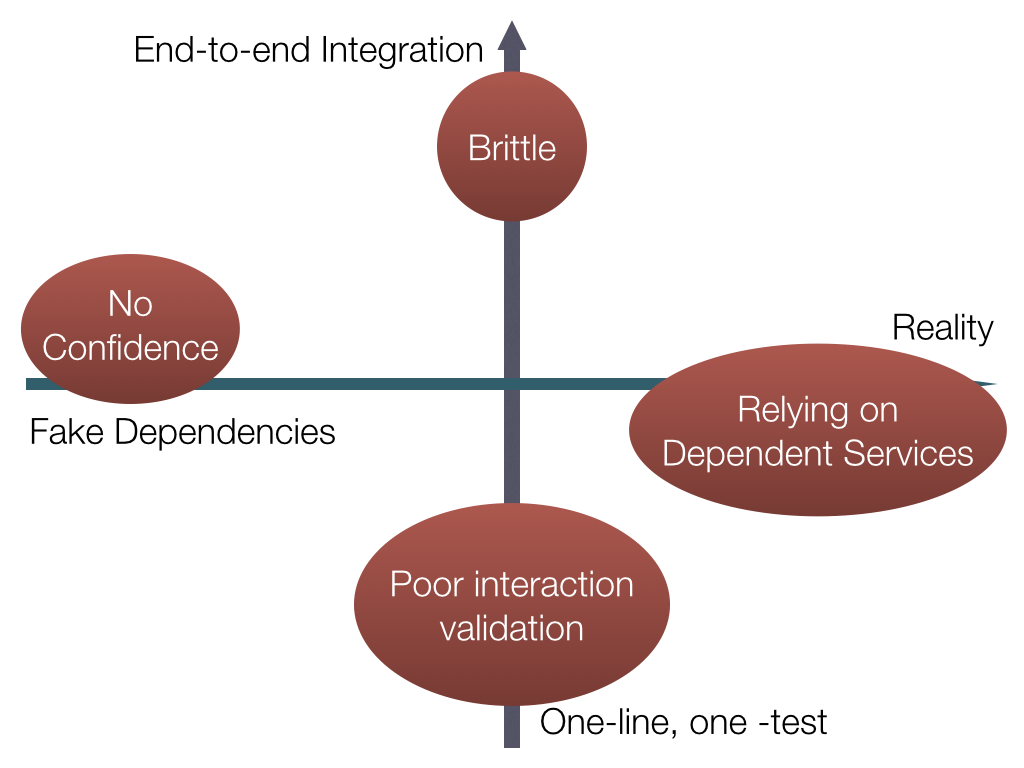 End-to-end Integration
Brittle
No
Confidence
Reality
Fake Dependencies
Relying on
Dependent Services
Poor interaction
validation
One-line, one -test